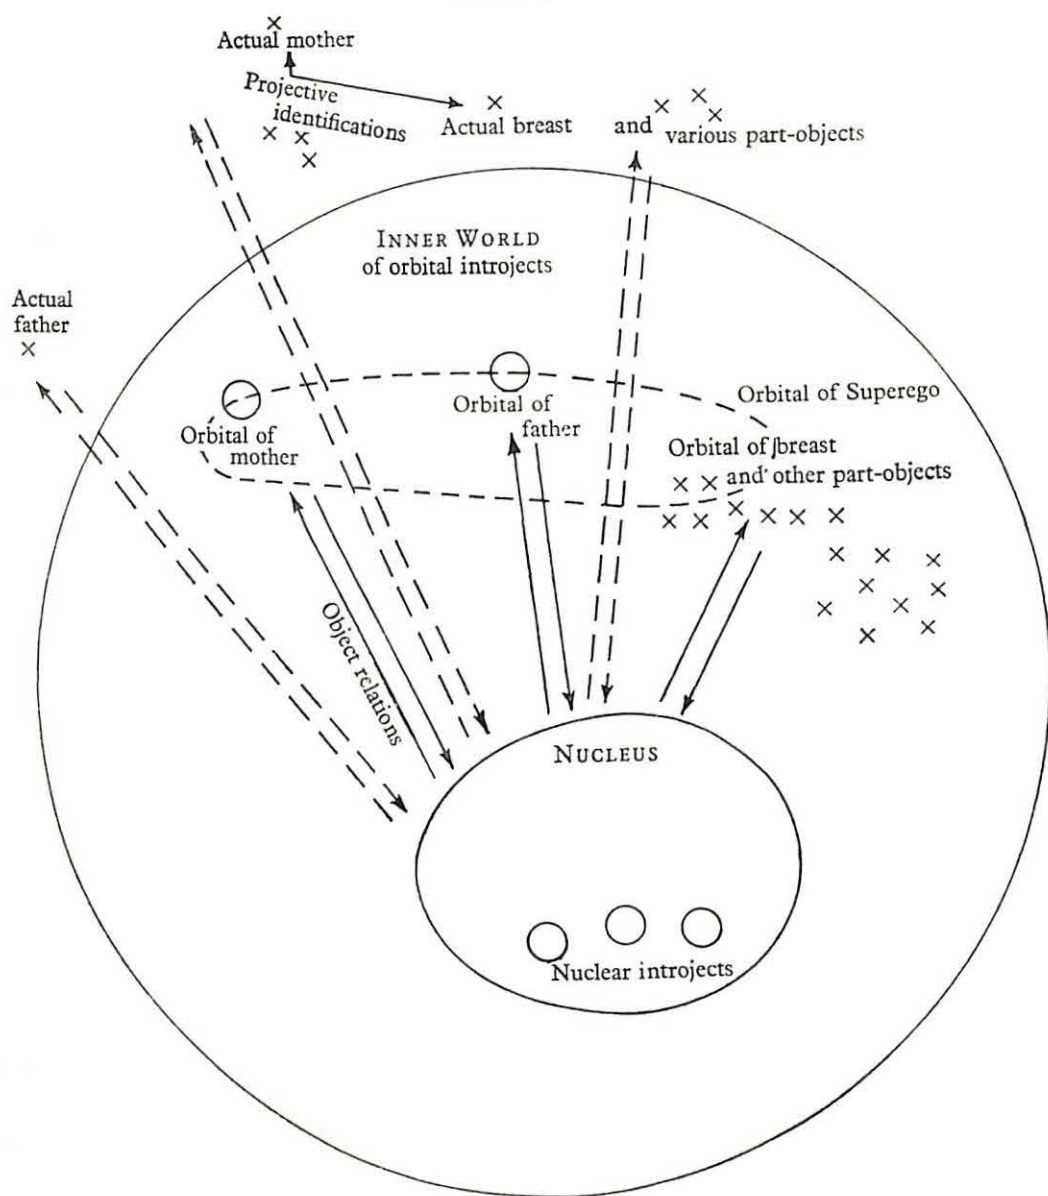 Actual mother
Projective
identifications
Actual breast
and various part-objects
INNER WORLD
of orbital introjects
Actual
father
Orbital of
mother
Orbital of
father
Orbital of Superego
Orbital of breast
and other part-objects
Object relations
NUCLEUS
Nuclear introjects